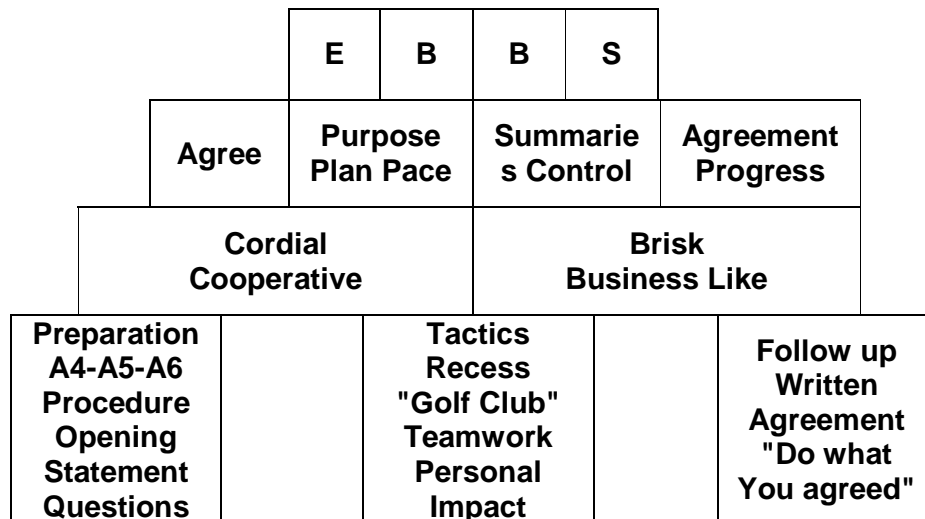 E B B S
Agree
Purpose
Plan Pace
Summarie
s Control
Agreement
Progress
Cordial
Cooperative
Brisk
Business Like
Preparation
A4-A5-A6
Procedure
Opening
Statement
Questions
Tactics
Recess
"Golf Club"
Teamwork
Personal
Impact
Follow up
Written
Agreement
"Do what
You agreed"